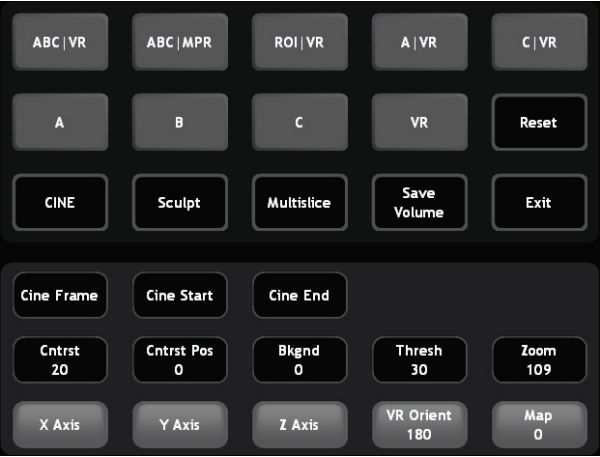 ABC|VR ABC|MPR ROI|VR A|VR C|VR
A B C VR Reset
CINE Sculpt Multislice Save Volume Exit
Cine Frame Cine Start Cine End
Cntrst 20 Cntrst Pos 0 Bkgnd 0 Thresh 30 Zoom 109
X Axis Y Axis Z Axis VR Orient 180 Map 0